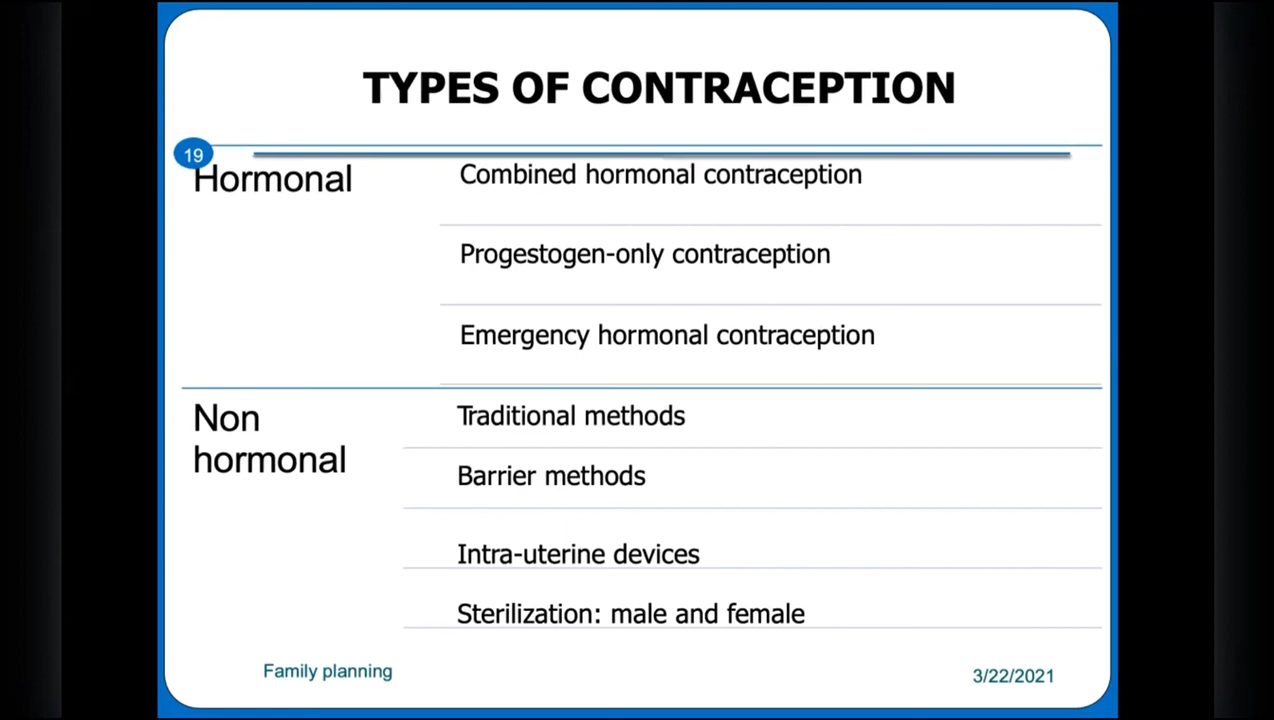 TYPES OF CONTRACEPTION
19
Hormonal
Combined hormonal contraception
Progestogen-only contraception
Emergency hormonal contraception
Non
hormonal
Traditional methods
Barrier methods
Intra-uterine devices
Sterilization: male and female
Family planning
3/22/2021